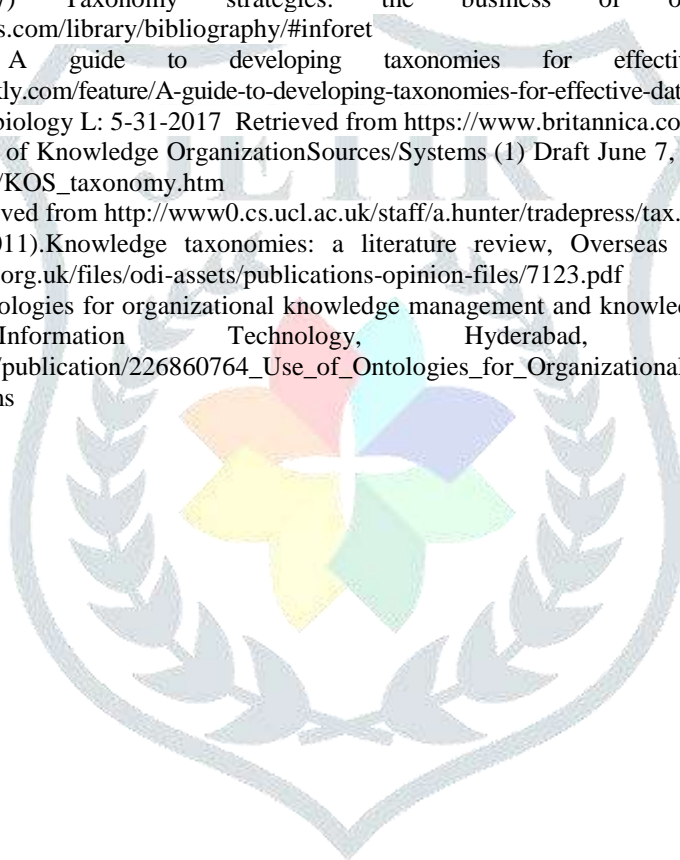 Taxonomy strategies: the business of o
s.com/library/bibliography/#inforet
A guide to developing taxonomies for effecti
kly.com/feature/A-guide-to-developing-taxonomies-for-effective-dat
biology L: 5-31-2017 Retrieved from https://www.britannica.co
of Knowledge OrganizationSources/Systems (1) Draft June 7,
/KOS_taxonomy.htm
ved from http://www0.cs.ucl.ac.uk/staff/a.hunter/tradepress/tax.
011).Knowledge taxonomies: a literature review, Overseas
.org.uk/files/odi-assets/publications-opinion-files/7123.pdf
ologies for organizational knowledge management and knowled
Information Technology, Hyderabad,
/publication/226860764_Use_of_Ontologies_for_Organizational
ns
JETIR